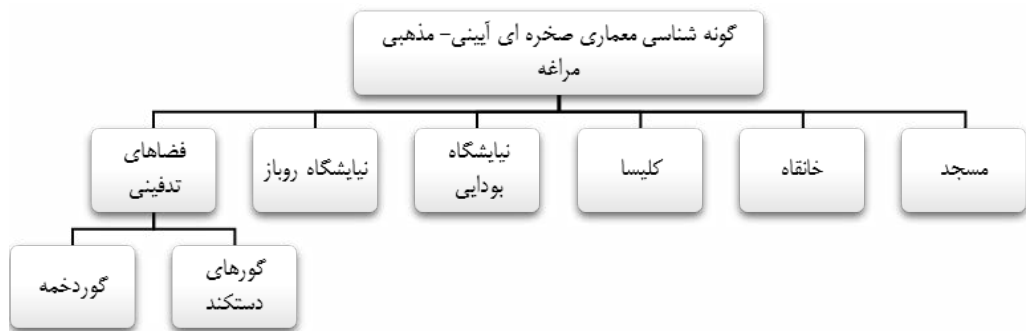 گونه شناسی معماری صخره ای آیینی- مذهبی
مراغه
مسجد
خانقاه
کلیسا
نیایشگاه
بودایی
نیایشگاه روباز
فضاهای
تدفینی
گورهای
دستکند
گوردخمه